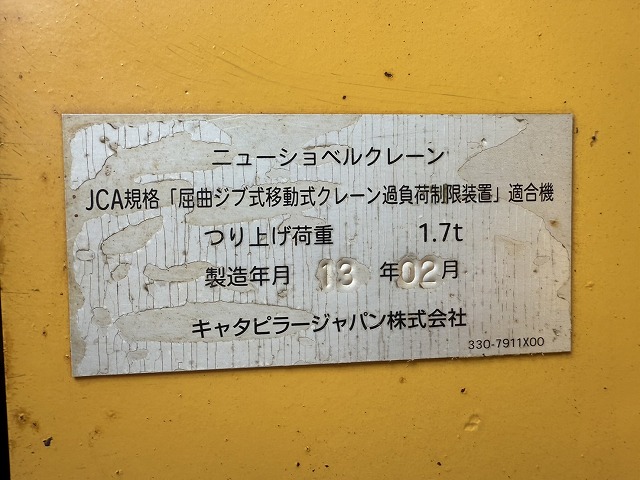 ニューショベルクレーン
JCA規格「屈曲ジブ式移動式クレーン過負荷制限装置」適合機
つり上げ荷重 1.7t
製造年月 13 年 02 月
キャタピラージャパン株式会社
330-7911X00